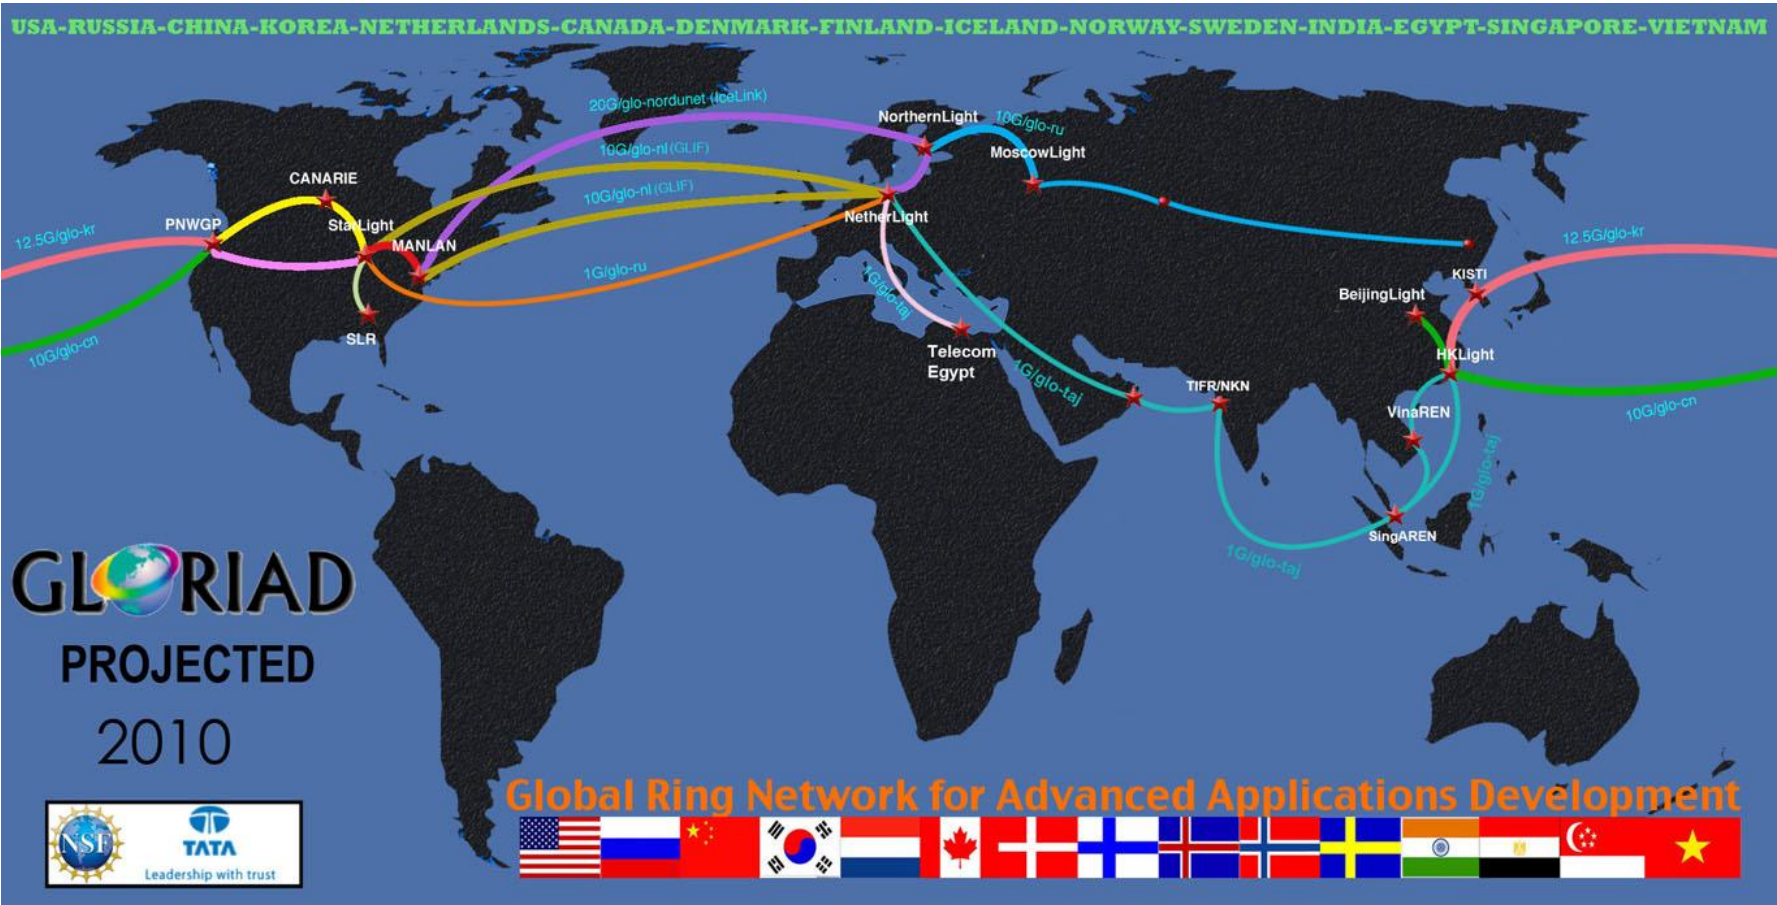 USA-RUSSIA-CHINA-KOREA-NETHERLANDS-CANADA-DENMARK-FINLAND-ICELAND-NORWAY-SWEDEN-INDIA-EGYPT-SINGAPORE-VIETNAM
20G/glo-nordunet (IceLink)
NorthernLight
10G/glo-ru
10G/glo-nl (GLIF)
MoscowLight
CANARIE
10G/glo-nl (GLIF)
PNWGP
StarLight
NetherLight
12.5G/glo-kr
MANLAN
12.5G/glo-kr
1G/glo-ru
1G/glo-taj
KISTI
BeijingLight
SLR
10G/glo-cn
Telecom
Egypt
HKLight
1G/glo-taj
TIFR/NKN
VinaREN
10G/glo-cn
1G/glo-taj
SingAREN
1G/glo-taj
GLORIAD
PROJECTED
2010
Global Ring Network for Advanced Applications Development
NSF
TATA
Leadership with trust